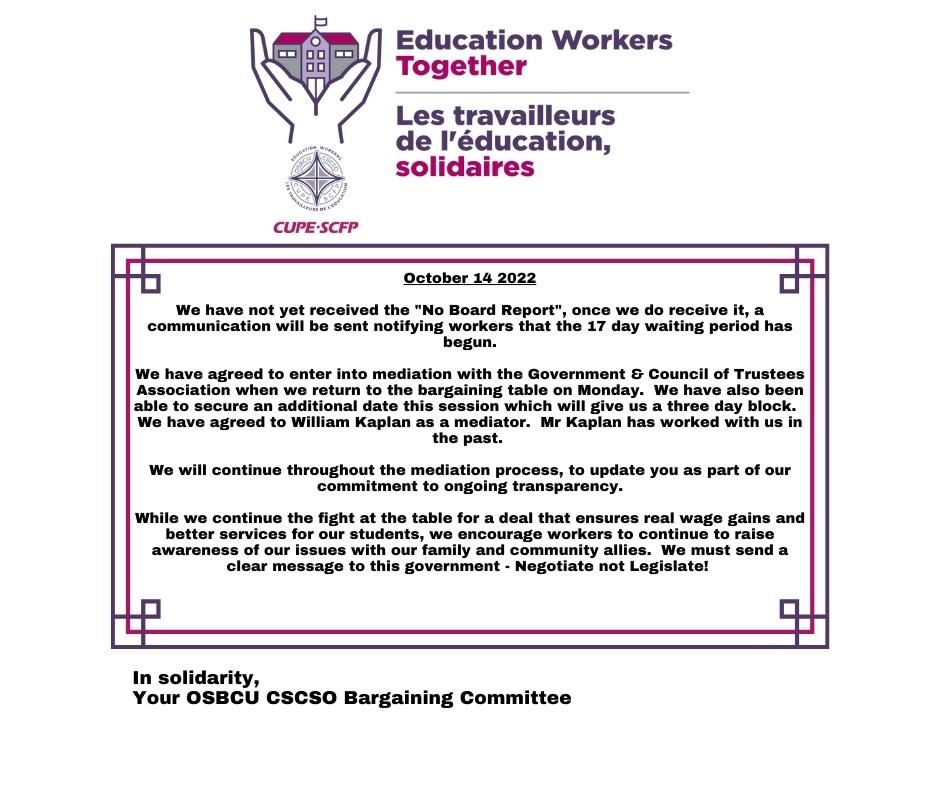 Education Workers
Together
Les travailleurs
de l'éducation,
solidaires
EDUCATION WORKERS
OSBCU CSCSO
CUPE SCFP
LES TRAVAILLEURS DE L'ÉDUCATION
CUPE·SCFP
October 14 2022
We have not yet received the "No Board Report", once we do receive it, a
communication will be sent notifying workers that the 17 day waiting period has
begun.
We have agreed to enter into mediation with the Government & Council of Trustees
Association when we return to the bargaining table on Monday.  We have also been
able to secure an additional date this session which will give us a three day block.
We have agreed to William Kaplan as a mediator.  Mr Kaplan has worked with us in
the past.
We will continue throughout the mediation process, to update you as part of our
commitment to ongoing transparency.
While we continue the fight at the table for a deal that ensures real wage gains and
better services for our students, we encourage workers to continue to raise
awareness of our issues with our family and community allies.  We must send a
clear message to this government - Negotiate not Legislate!
In solidarity,
Your OSBCU CSCSO Bargaining Committee